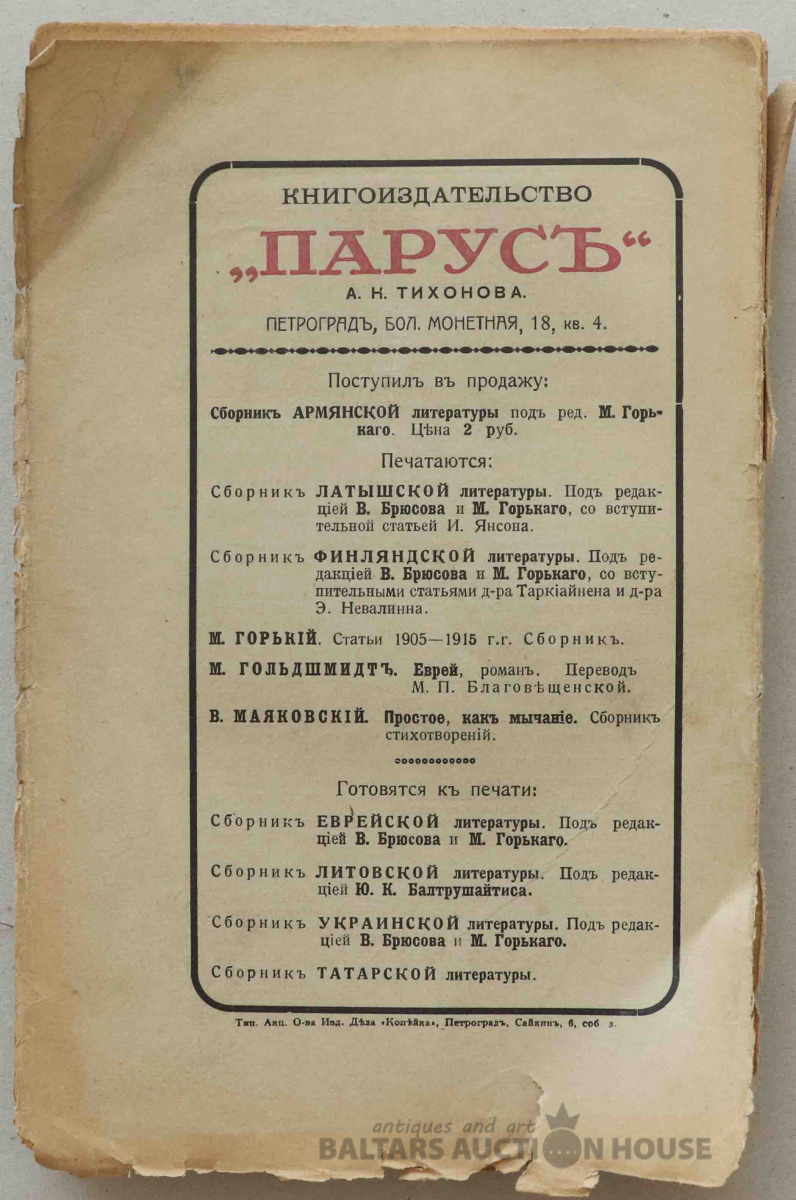 КНИГОИЗДАТЕЛЬСТВО
„ПАРУСЪ“
А. Н. ТИХОНОВА.
ПЕТРОГРАДЪ, БОЛ. МОНЕТНАЯ, 18, кв. 4.
Поступилъ въ продажу:
Сборникъ АРМЯНСКОЙ литературы подъ ред. М. Горь-
каго. Цѣна 2 руб.
Печатаются:
Сборникъ ЛАТЫШСКОЙ литературы. Подъ редак-
ціей В. Брюсова и М. Горькаго, со вступи-
тельной статьей И. Янсона.
Сборникъ ФИНЛЯНДСКОЙ литературы. Подъ ре-
дакціей В. Брюсова и М. Горькаго, со всту-
пительными статьями д-ра Таркіайнена и д-ра
Э. Невалинна.
М. ГОРЬКІЙ. Статьи 1905—1915 г.г. Сборникъ.
М. ГОЛЬДШМИДТЪ. Еврей, романъ. Переводъ
М. П. Благовѣщенской.
В. МАЯКОВСКІЙ. Простое, какъ мычаніе. Сборникъ
стихотвореній.
Готовятся къ печати:
Сборникъ ЕВРЕЙСКОЙ литературы. Подъ редак-
ціей В. Брюсова и М. Горькаго.
Сборникъ ЛИТОВСКОЙ литературы. Подъ редак-
ціей Ю. К. Балтрушайтиса.
Сборникъ УКРАИНСКОЙ литературы. Подъ редак-
ціей В. Брюсова и М. Горькаго.
Сборникъ ТАТАРСКОЙ литературы.
Тип. Акц. О-ва Изд. Дѣла «Копѣйка», Петроградъ, Сайкинъ, 6, соб д.
antiques and art
BALTARS AUCTION HOUSE